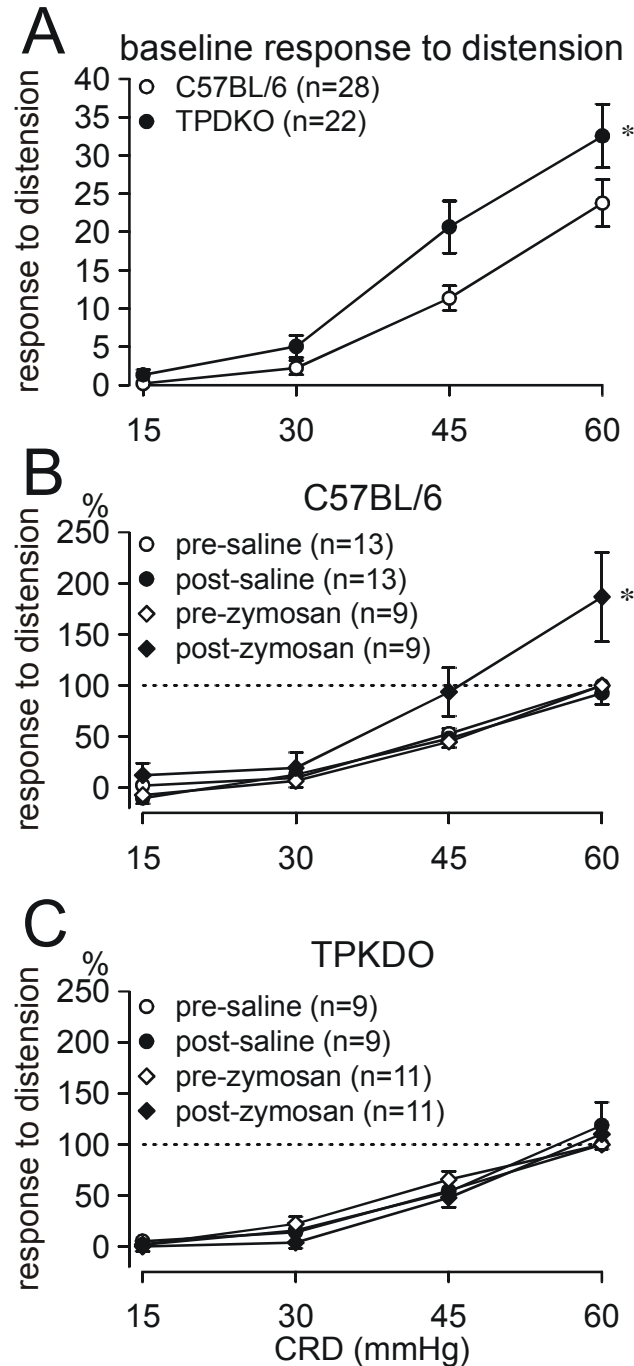 A
baseline response to distension
response to distension
40
35
30
25
20
15
10
5
0
C57BL/6 (n=28)
TPDKO (n=22)
*
15 30 45 60
B
%
C57BL/6
response to distension
250
200
150
100
50
0
pre-saline (n=13)
post-saline (n=13)
pre-zymosan (n=9)
post-zymosan (n=9)
*
15 30 45 60
C
%
TPKDO
response to distension
250
200
150
100
50
0
pre-saline (n=9)
post-saline (n=9)
pre-zymosan (n=11)
post-zymosan (n=11)
15 30 45 60
CRD (mmHg)